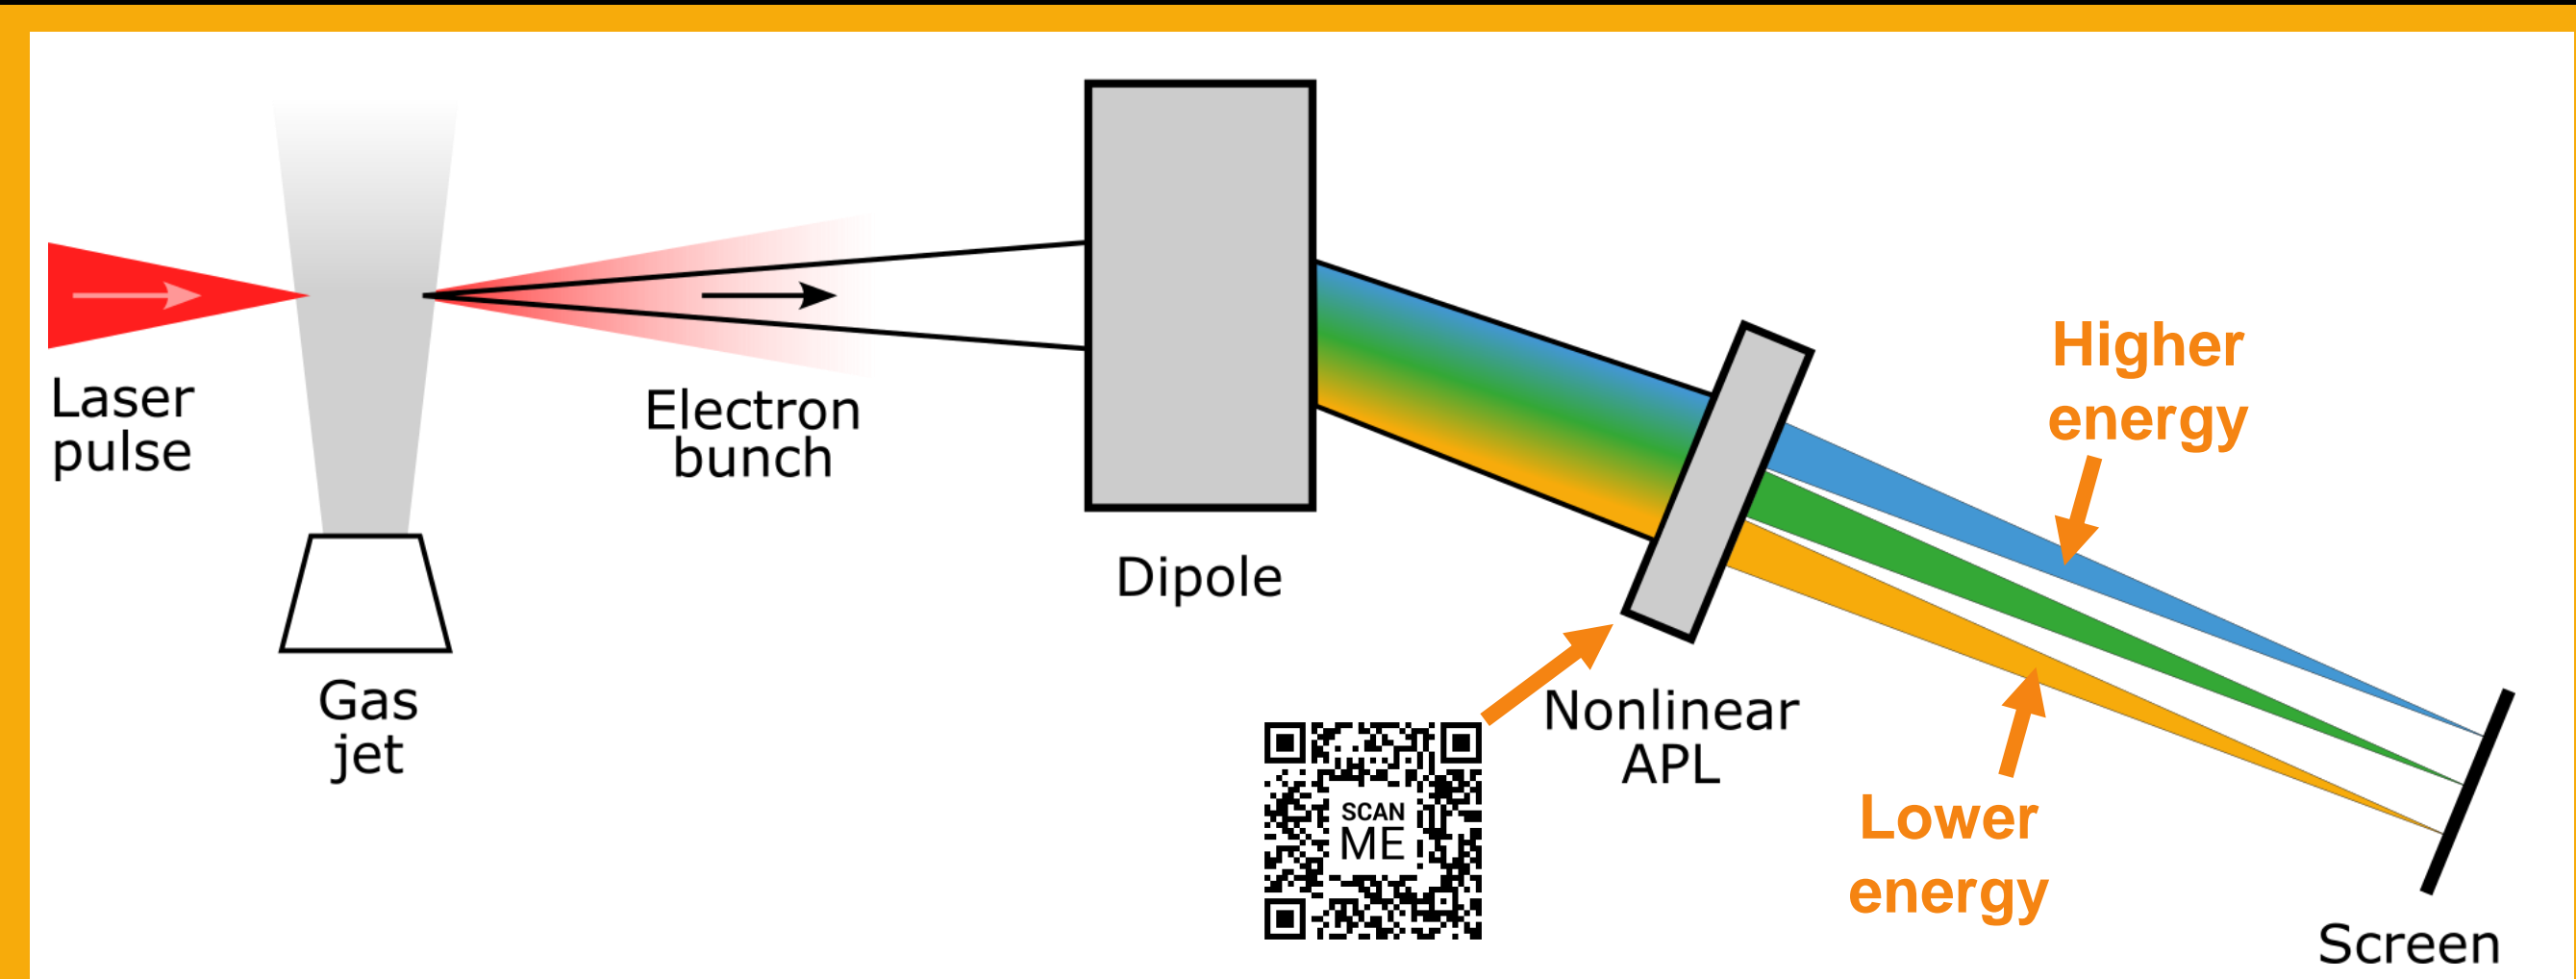 Laser
pulse
Gas
jet
Electron
bunch
Dipole
Nonlinear
APL
SCAN
ME
Higher
energy
Lower
energy
Screen